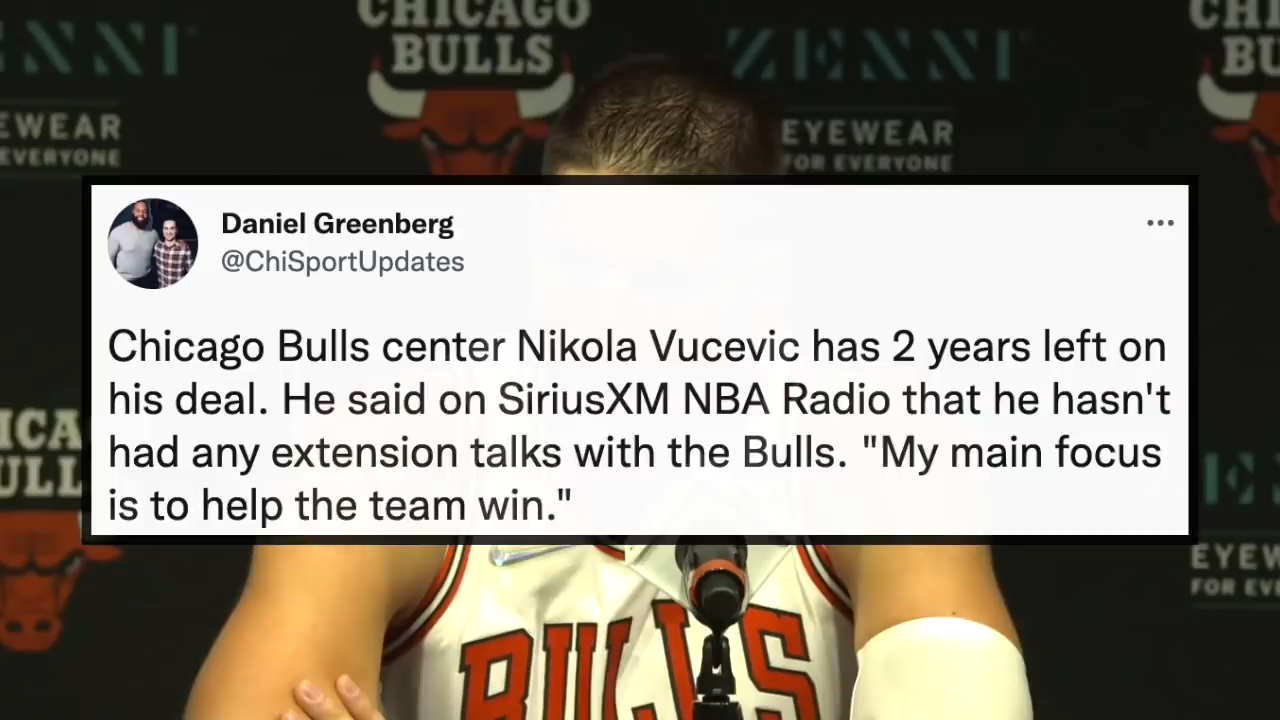 CHICAGO
BULLS
ZENNI
EYEWEAR
FOR EVERYONE
Daniel Greenberg
@ChiSportUpdates
Chicago Bulls center Nikola Vucevic has 2 years left on
his deal. He said on SiriusXM NBA Radio that he hasn't
had any extension talks with the Bulls. "My main focus
is to help the team win."
BULLS